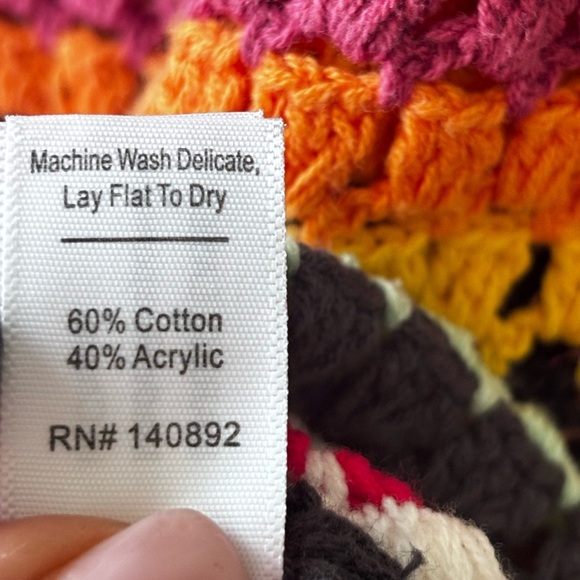 Machine Wash Delicate,
Lay Flat To Dry
60% Cotton
40% Acrylic
RN# 140892